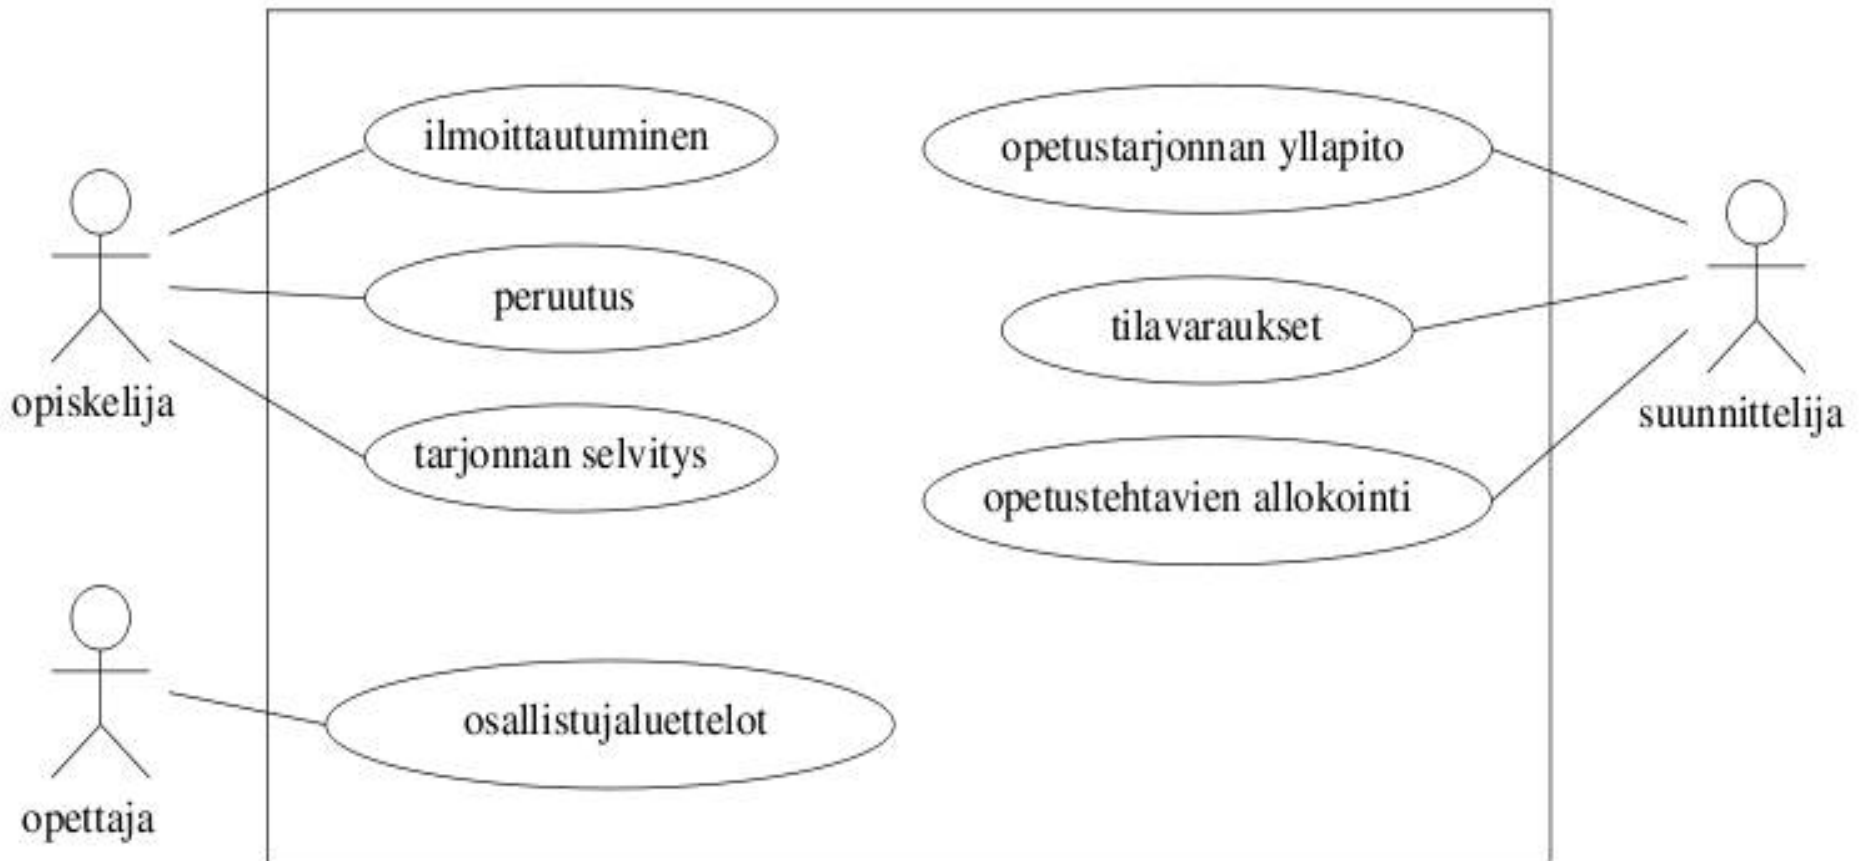 ilmoittautuminen
opetustarjonnan yllapito
peruutus
tilavaraukset
opiskelija
suunnittelija
tarjonnan selvitys
opetustehtavien allokointi
osallistujaluettelot
opettaja